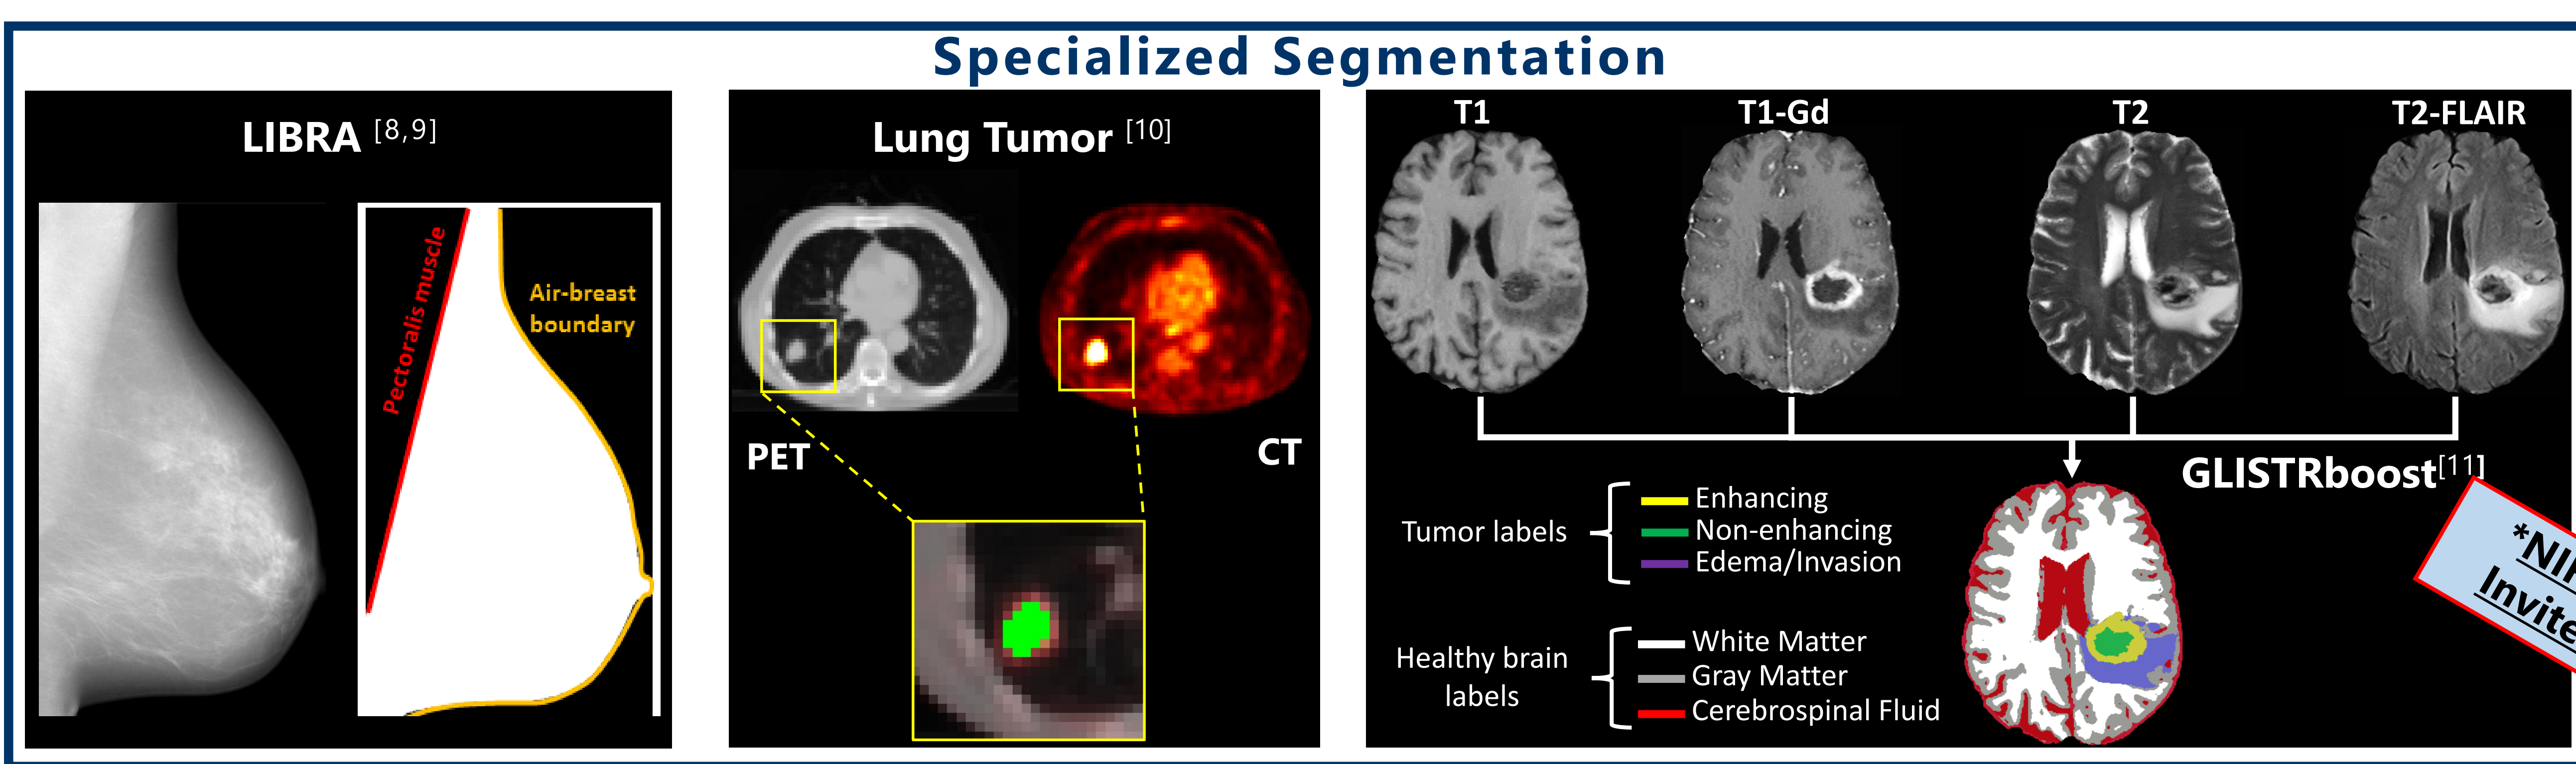 Specialized Segmentation
LIBRA [8,9]
Pectoralis muscle
Air-breast
boundary
Lung Tumor [10]
PET
CT
T1
T1-Gd
T2
T2-FLAIR
GLISTRboost[11]
Tumor labels
Enhancing
Non-enhancing
Edema/Invasion
Healthy brain
labels
White Matter
Gray Matter
Cerebrospinal Fluid